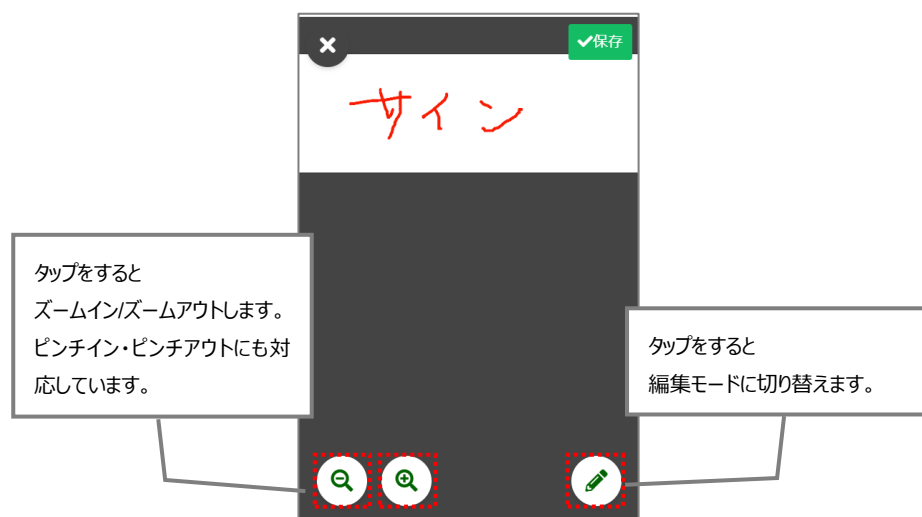 保存
サイン
タップをすると
ズームイン/ズームアウトします。
ピンチイン・ピンチアウトにも対
応しています。
タップをすると
編集モードに切り替えます。